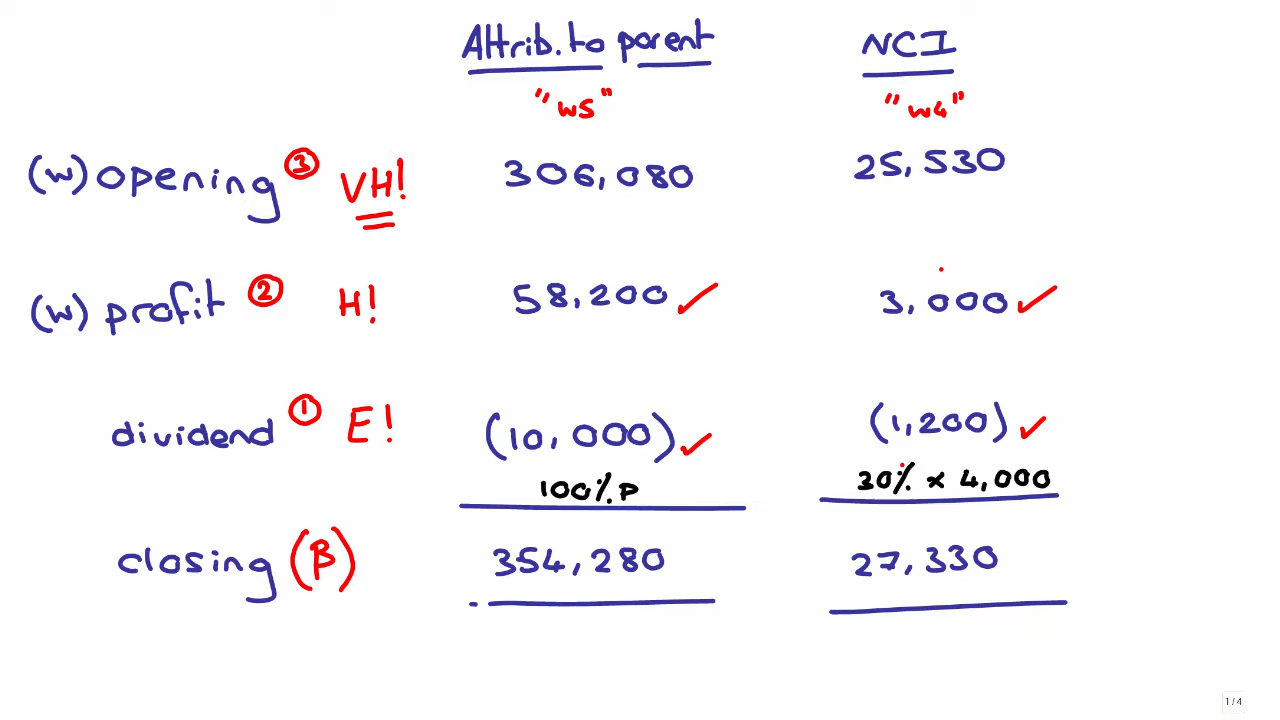 Attrib. to parent NCI
"W5" "W4"
(W) opening ③ VH! 306,080 25,530
(W) profit ② H! 58,200 ✓ 3,000 ✓
dividend ① E! (10,000) ✓ (1,200) ✓
100% P 30% × 4,000
closing (β) 354,280 27,330
1 / 4